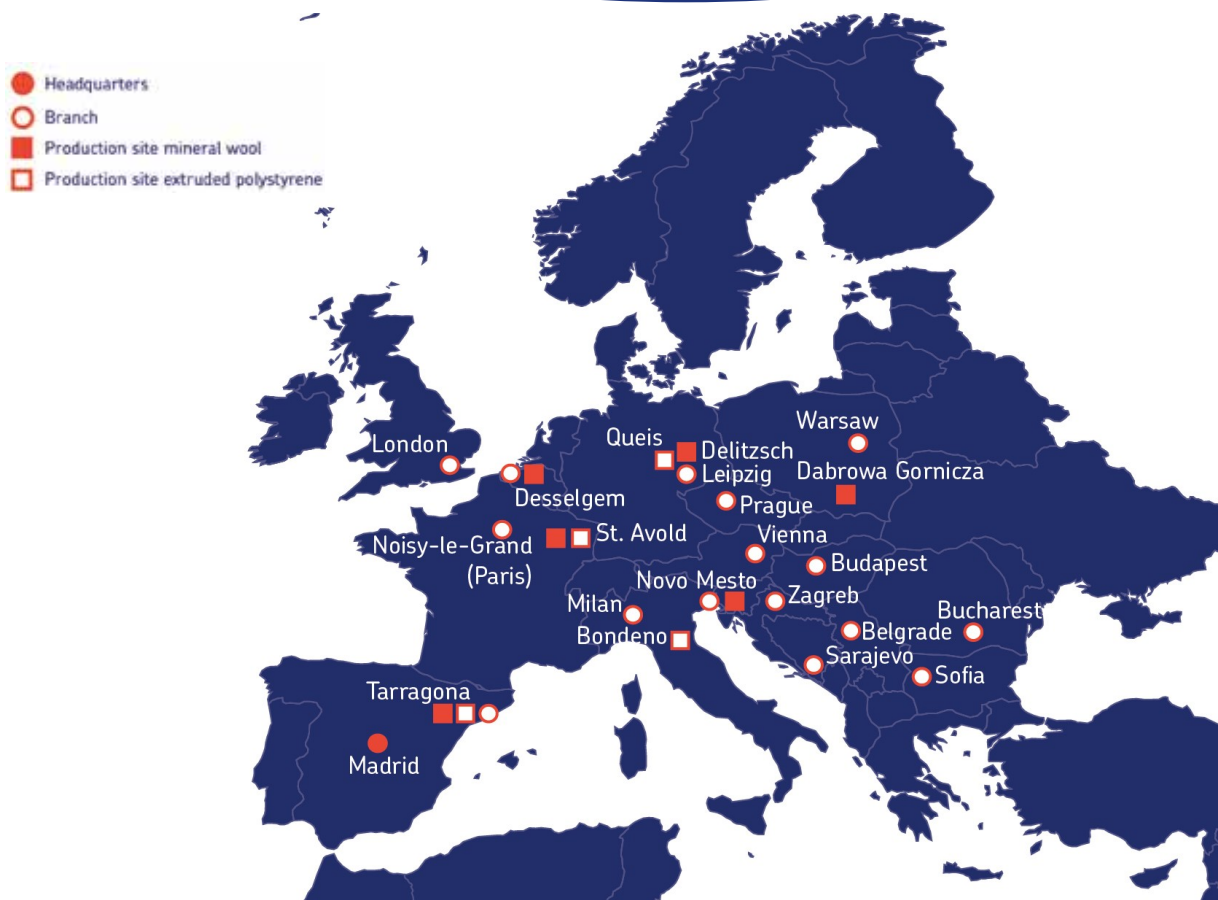 Headquarters
Branch
Production site mineral wool
Production site extruded polystyrene
Warsaw
Queis
London
Delitzsch
Leipzig
Dabrowa Gornicza
Desselgem
Prague
St. Avold
Vienna
Noisy-le-Grand
(Paris)
Budapest
Novo Mesto
Zagreb
Milan
Bucharest
Bondeno
Belgrade
Sarajevo
Sofia
Tarragona
Madrid